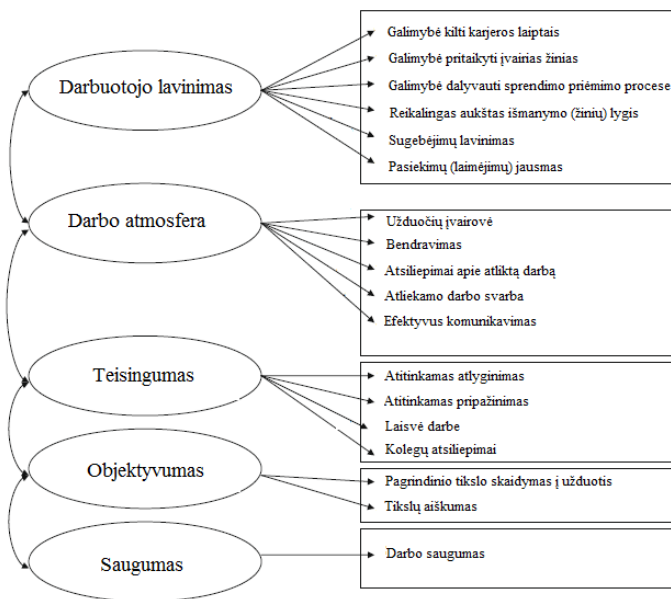 Darbuotojo lavinimas
Galimybė kilti karjeros laiptais
Galimybė pritaikyti įvairias žinias
Galimybė dalyvauti sprendimo priėmimo procese
Reikalingas aukštas išmanymo (žinių) lygis
Sugebėjimų lavinimas
Pasiekimų (laimėjimų) jausmas
Darbo atmosfera
Užduočių įvairovė
Bendravimas
Atsiliepimai apie atliktą darbą
Atliekamo darbo svarba
Efektyvus komunikavimas
Teisingumas
Atitinkamas atlyginimas
Atitinkamas pripažinimas
Laisvė darbe
Kolegų atsiliepimai
Objektyvumas
Pagrindinio tikslo skaidymas į užduotis
Tikslų aiškumas
Saugumas
Darbo saugumas